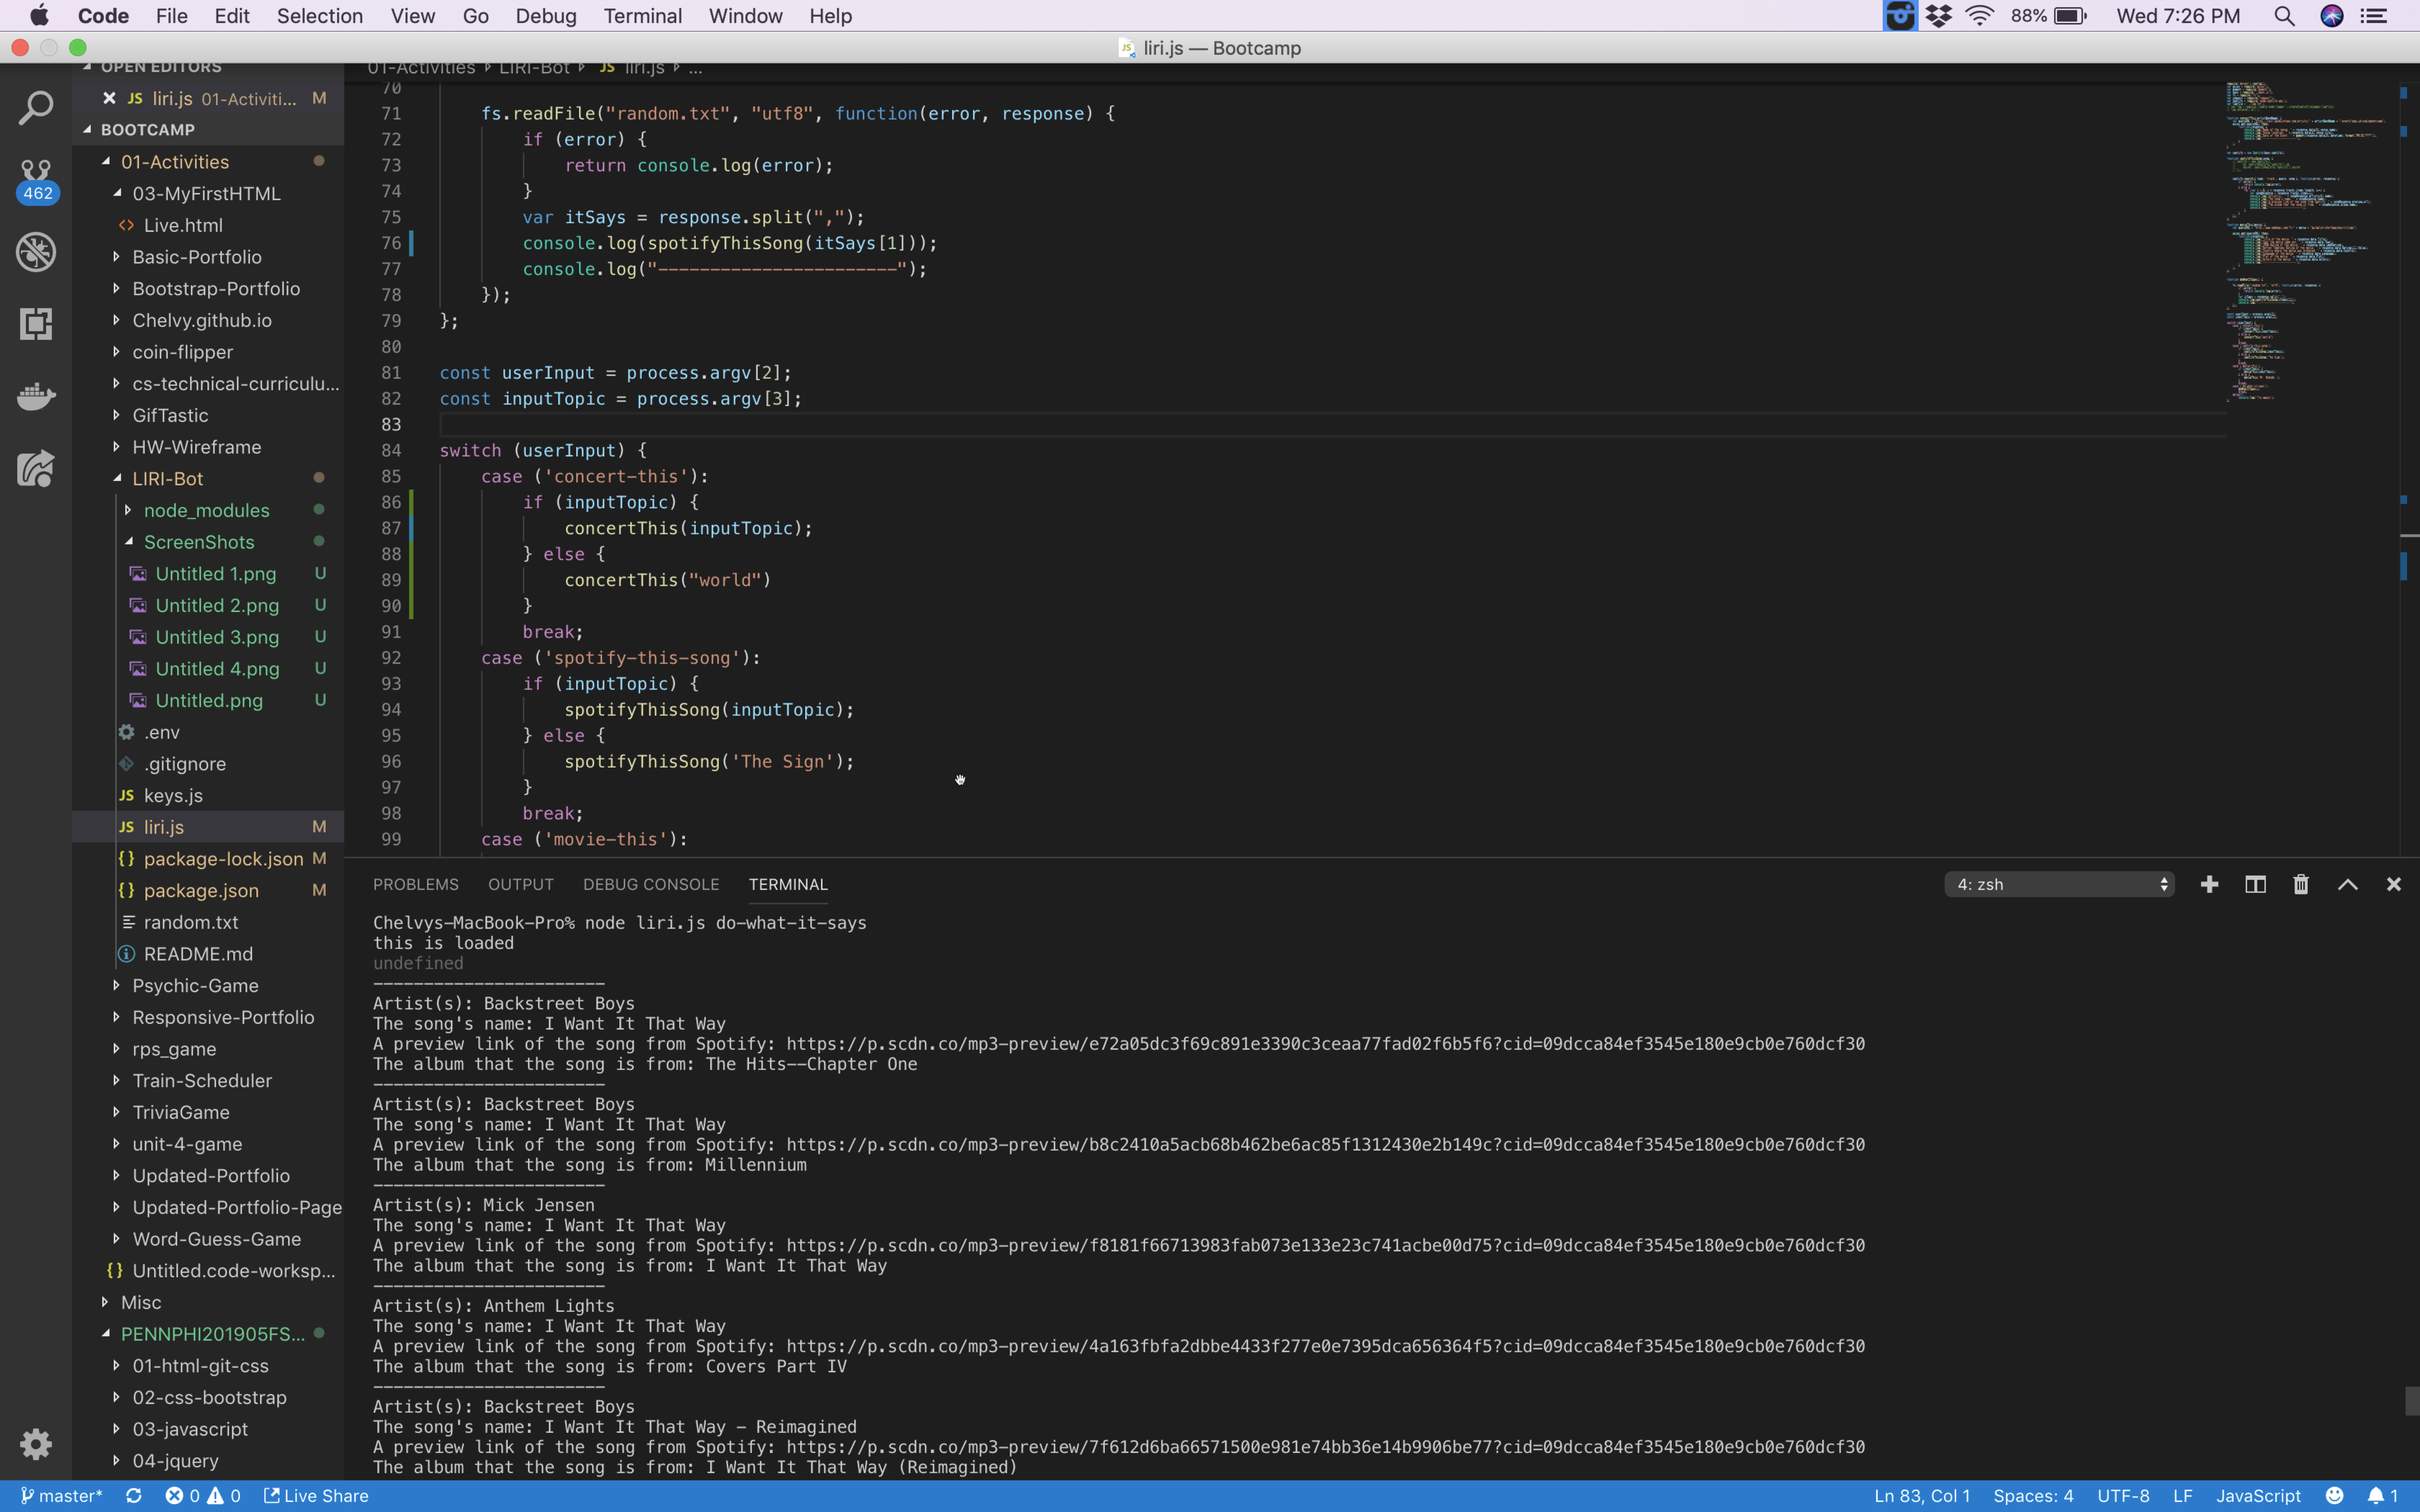 Code File Edit Selection View Go Debug Terminal Window Help 88% Wed 7:26 PM
liri.js — Bootcamp
OPEN EDITORS
JS liri.js 01-Activiti... M
BOOTCAMP
01-Activities
03-MyFirstHTML
<> Live.html
Basic-Portfolio
Bootstrap-Portfolio
Chelvy.github.io
coin-flipper
cs-technical-curriculu...
GifTastic
HW-Wireframe
LIRI-Bot
node_modules
ScreenShots
Untitled 1.png U
Untitled 2.png U
Untitled 3.png U
Untitled 4.png U
Untitled.png U
.env
.gitignore
JS keys.js
JS liri.js M
{} package-lock.json M
{} package.json M
random.txt
README.md
Psychic-Game
Responsive-Portfolio
rps_game
Train-Scheduler
TriviaGame
unit-4-game
Updated-Portfolio
Updated-Portfolio-Page
Word-Guess-Game
{} Untitled.code-worksp...
Misc
PENNPHI201905FS...
01-html-git-css
02-css-bootstrap
03-javascript
04-jquery
462
01-Activities LIRI-Bot JS liri.js ...
70
71 fs.readFile("random.txt", "utf8", function(error, response) {
72 if (error) {
73 return console.log(error);
74 }
75 var itSays = response.split(",");
76 console.log(spotifyThisSong(itSays[1]));
77 console.log("-----------------------");
78 });
79 };
80
81 const userInput = process.argv[2];
82 const inputTopic = process.argv[3];
83
84 switch (userInput) {
85 case ('concert-this'):
86 if (inputTopic) {
87 concertThis(inputTopic);
88 } else {
89 concertThis("world")
90 }
91 break;
92 case ('spotify-this-song'):
93 if (inputTopic) {
94 spotifyThisSong(inputTopic);
95 } else {
96 spotifyThisSong('The Sign');
97 }
98 break;
99 case ('movie-this'):
PROBLEMS OUTPUT DEBUG CONSOLE TERMINAL 4: zsh
Chelvys-MacBook-Pro% node liri.js do-what-it-says
this is loaded
undefined
-----------------------
Artist(s): Backstreet Boys
The song's name: I Want It That Way
A preview link of the song from Spotify: https://p.scdn.co/mp3-preview/e72a05dc3f69c891e3390c3ceaa77fad02f6b5f6?cid=09dcca84ef3545e180e9cb0e760dcf30
The album that the song is from: The Hits--Chapter One
-----------------------
Artist(s): Backstreet Boys
The song's name: I Want It That Way
A preview link of the song from Spotify: https://p.scdn.co/mp3-preview/b8c2410a5acb68b462be6ac85f1312430e2b149c?cid=09dcca84ef3545e180e9cb0e760dcf30
The album that the song is from: Millennium
-----------------------
Artist(s): Mick Jensen
The song's name: I Want It That Way
A preview link of the song from Spotify: https://p.scdn.co/mp3-preview/f8181f66713983fab073e133e23c741acbe00d75?cid=09dcca84ef3545e180e9cb0e760dcf30
The album that the song is from: I Want It That Way
-----------------------
Artist(s): Anthem Lights
The song's name: I Want It That Way
A preview link of the song from Spotify: https://p.scdn.co/mp3-preview/4a163fbfa2dbbe4433f277e0e7395dca656364f5?cid=09dcca84ef3545e180e9cb0e760dcf30
The album that the song is from: Covers Part IV
-----------------------
Artist(s): Backstreet Boys
The song's name: I Want It That Way - Reimagined
A preview link of the song from Spotify: https://p.scdn.co/mp3-preview/7f612d6ba66571500e981e74bb36e14b9906be77?cid=09dcca84ef3545e180e9cb0e760dcf30
The album that the song is from: I Want It That Way (Reimagined)
master* 0 0 Live Share Ln 83, Col 1 Spaces: 4 UTF-8 LF JavaScript 1